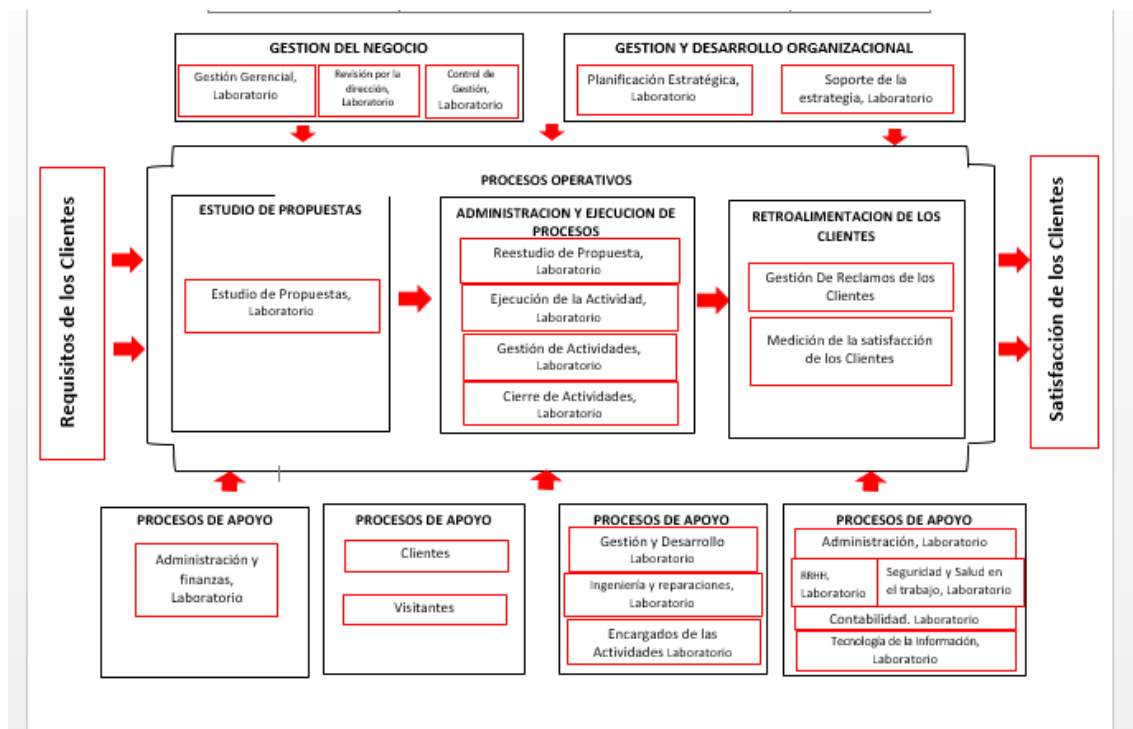 GESTION DEL NEGOCIO
Gestión Gerencial,
Laboratorio
Revisión por la
dirección,
Laboratorio
Control de
Gestión,
Laboratorio
GESTION Y DESARROLLO ORGANIZACIONAL
Planificación Estratégica,
Laboratorio
Soporte de la
estrategía, Laboratorio
Requisitos de los Clientes
PROCESOS OPERATIVOS
ESTUDIO DE PROPUESTAS
Estudio de Propuestas,
Laboratorio
ADMINISTRACION Y EJECUCION DE
PROCESOS
Reestudio de Propuesta,
Laboratorio
Ejecución de la Actividad,
Laboratorio
Gestión de Actividades,
Laboratorio
Cierre de Actividades,
Laboratorio
RETROALIMENTACION DE LOS
CLIENTES
Gestión De Reclamos de los
Clientes
Medición de la satisfacción
de los Clientes
Satisfacción de los Clientes
PROCESOS DE APOYO
Administración y
finanzas,
Laboratorio
PROCESOS DE APOYO
Clientes
Visitantes
PROCESOS DE APOYO
Gestión y Desarrollo
Laboratorio
Ingeniería y reparaciones,
Laboratorio
Encargados de las
Actividades Laboratorio
PROCESOS DE APOYO
Administración, Laboratorio
RRHH,
Laboratorio
Seguridad y Salud en
el trabajo, Laboratorio
Contabilidad. Laboratorio
Tecnología de la Información,
Laboratorio